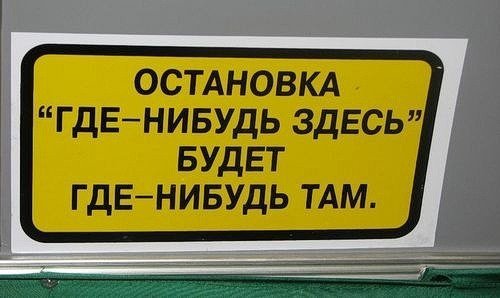 ОСТАНОВКА
“ГДЕ–НИБУДЬ ЗДЕСЬ”
БУДЕТ
ГДЕ–НИБУДЬ ТАМ.